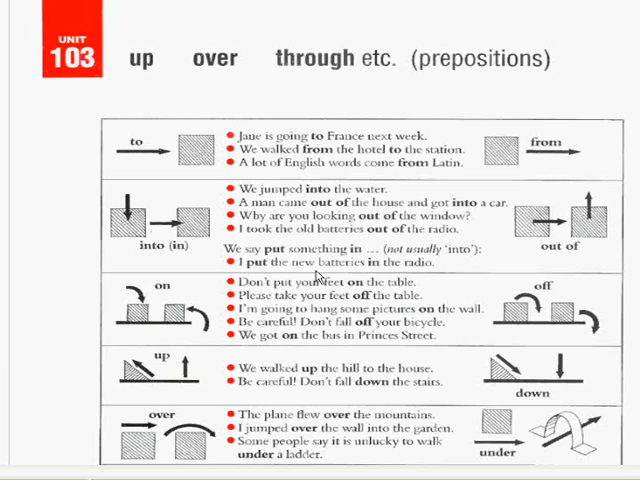 UNIT
103
up over through etc. (prepositions)
to
Jane is going to France next week.
We walked from the hotel to the station.
A lot of English words come from Latin.
from
into (in)
We jumped into the water.
A man came out of the house and got into a car.
Why are you looking out of the window?
I took the old batteries out of the radio.
We say put something in ... (not usually 'into'):
I put the new batteries in the radio.
out of
on
Don't put your feet on the table.
Please take your feet off the table.
I'm going to hang some pictures on the wall.
Be careful! Don't fall off your bicycle.
We got on the bus in Princes Street.
off
up
We walked up the hill to the house.
Be careful! Don't fall down the stairs.
down
over
The plane flew over the mountains.
I jumped over the wall into the garden.
Some people say it is unlucky to walk
under a ladder.
under